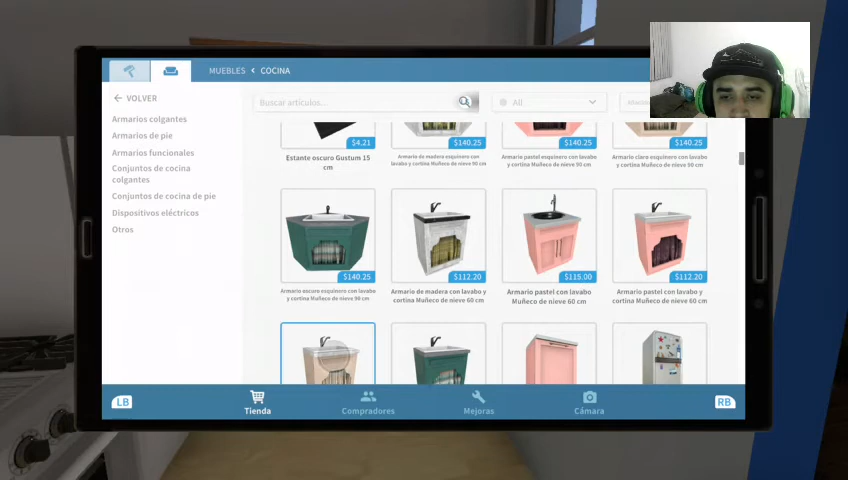 MUEBLES < COCINA
VOLVER
Buscar artículos...
All
Armarios colgantes
Armarios de pie
Armarios funcionales
Conjuntos de cocina
colgantes
Conjuntos de cocina de pie
Dispositivos eléctricos
Otros
$4.21
$140.25
$140.25
$140.25
Estante oscuro Gustum 15
cm
Armario de madera esquinero con
lavabo y cortina Muñeco de nieve 90 cm
Armario pastel esquinero con lavabo
y cortina Muñeco de nieve 90 cm
Armario claro esquinero con lavabo
y cortina Muñeco de nieve 90 cm
$140.25
$112.20
$115.00
$112.20
Armario oscuro esquinero con lavabo
y cortina Muñeco de nieve 90 cm
Armario de madera con lavabo y
cortina Muñeco de nieve 60 cm
Armario pastel con lavabo
Muñeco de nieve 60 cm
Armario pastel con lavabo y
cortina Muñeco de nieve 60 cm
LB
Tienda
Compradores
Mejoras
Cámara
RB